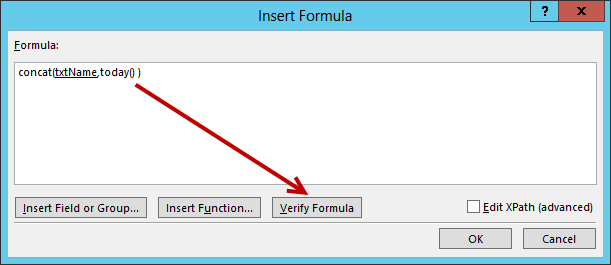 Insert Formula
? x
Formula:
concat(txtName,today() )
Insert Field or Group... Insert Function... Verify Formula Edit XPath (advanced)
OK Cancel